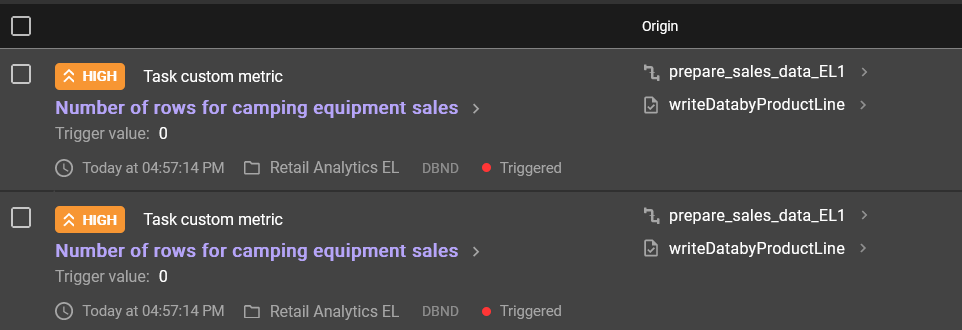 Origin
HIGH Task custom metric prepare_sales_data_EL1
Number of rows for camping equipment sales writeDatabyProductLine
Trigger value: 0
Today at 04:57:14 PM Retail Analytics EL DBND Triggered
HIGH Task custom metric prepare_sales_data_EL1
Number of rows for camping equipment sales writeDatabyProductLine
Trigger value: 0
Today at 04:57:14 PM Retail Analytics EL DBND Triggered